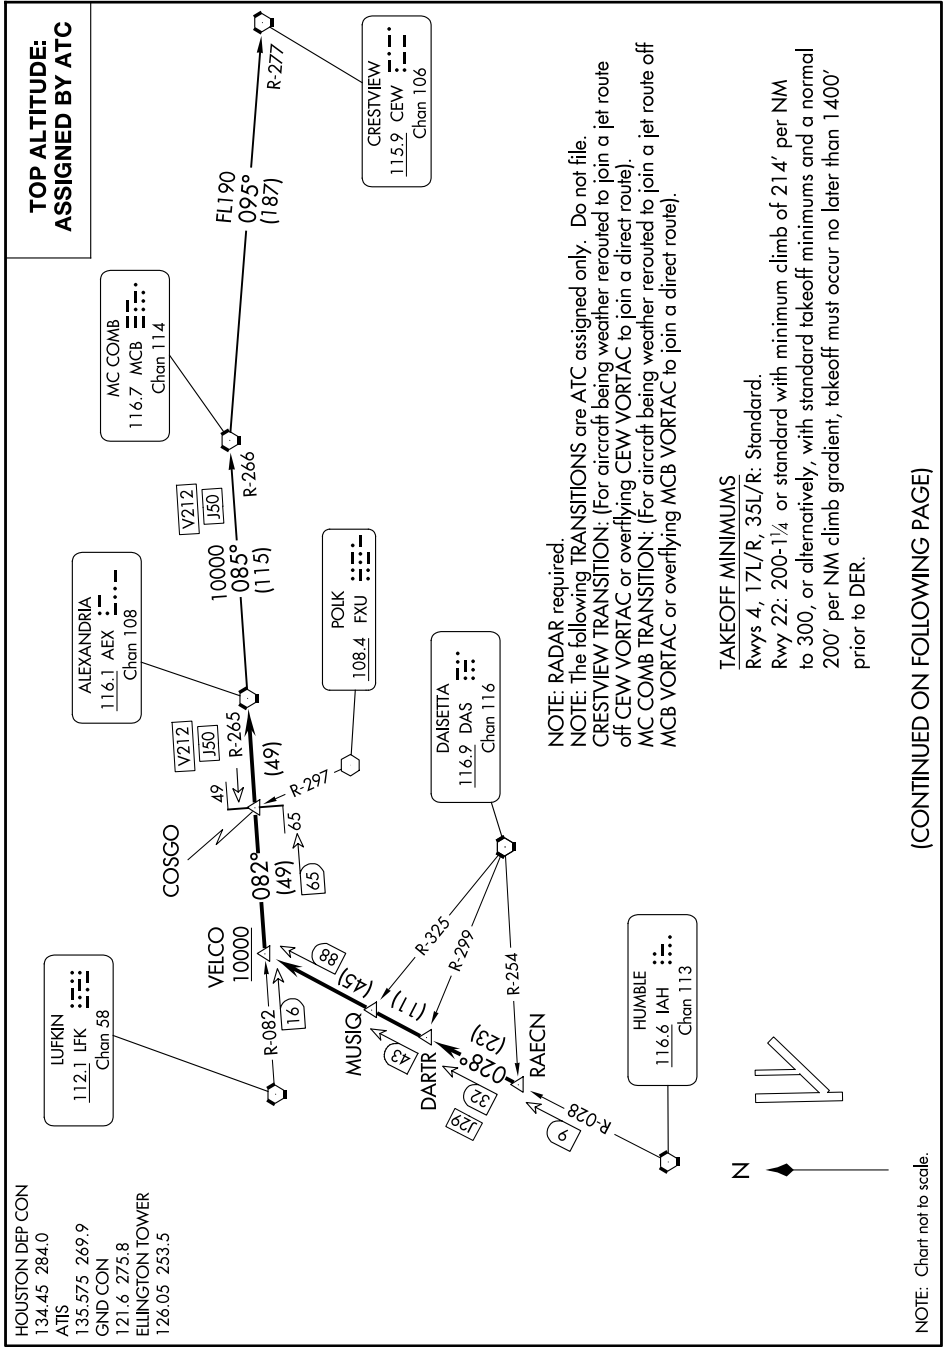 TOP ALTITUDE:
ASSIGNED BY ATC
HOUSTON DEP CON
134.45 284.0
ATIS
135.575 269.9
GND CON
121.6 275.8
ELLINGTON TOWER
126.05 253.5
LUFKIN
112.1 LFK
Chan 58
ALEXANDRIA
116.1 AEX
Chan 108
MC COMB
116.7 MCB
Chan 114
CRESTVIEW
115.9 CEW
Chan 106
POLK
108.4 FXU
DAISETTA
116.9 DAS
Chan 116
HUMBLE
116.6 IAH
Chan 113
R-028
9
RAECN
R-254
028°
(23)
32
J29
DARTR
R-299
(11)
43
MUSIQ
R-325
(45)
88
VELCO
10000
R-082
16
082°
(49)
65
65
COSGO
49
R-297
R-265
(49)
V212
J50
10000
085°
(115)
V212
J50
R-266
FL190
095°
(187)
R-277
NOTE: RADAR required.
NOTE: The following TRANSITIONS are ATC assigned only. Do not file.
CRESTVIEW TRANSITION: (For aircraft being weather rerouted to join a jet route
off CEW VORTAC or overflying CEW VORTAC to join a direct route).
MC COMB TRANSITION: (For aircraft being weather rerouted to join a jet route off
MCB VORTAC or overflying MCB VORTAC to join a direct route).
TAKEOFF MINIMUMS
Rwys 4, 17L/R, 35L/R: Standard.
Rwy 22: 200-1¼ or standard with minimum climb of 214' per NM
to 300, or alternatively, with standard takeoff minimums and a normal
200' per NM climb gradient, takeoff must occur no later than 1400'
prior to DER.
N
NOTE: Chart not to scale.
(CONTINUED ON FOLLOWING PAGE)